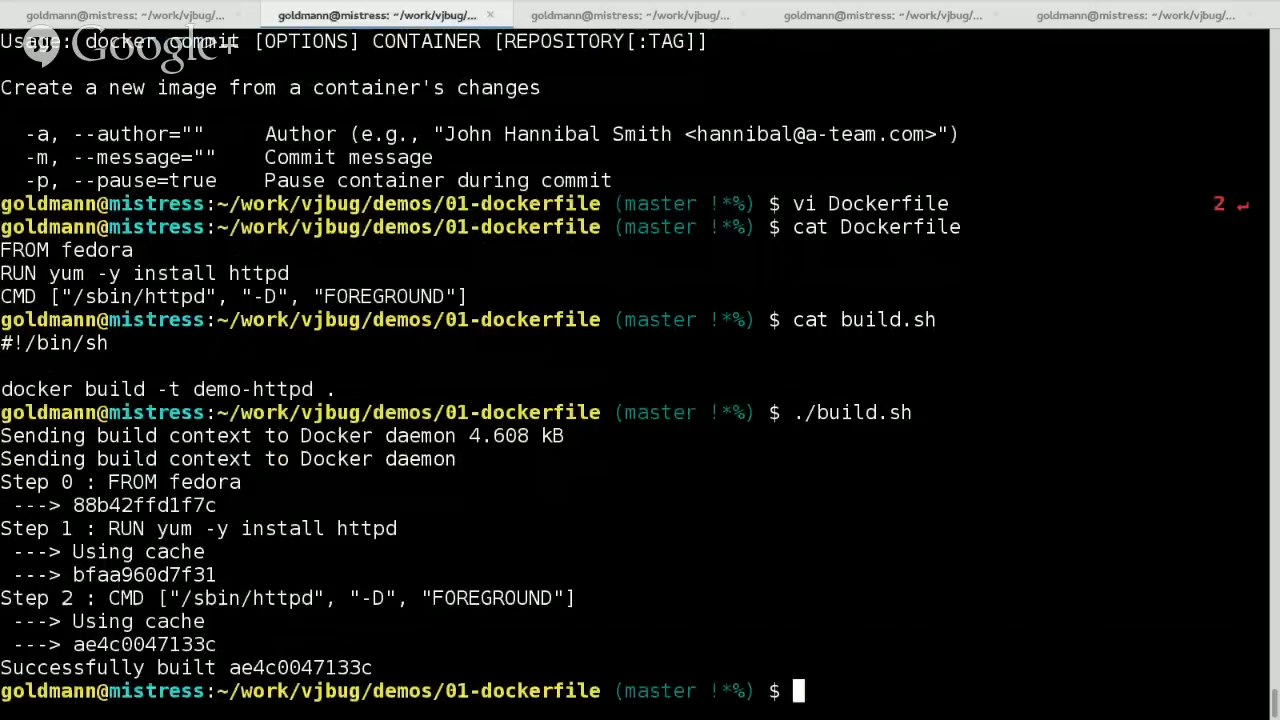 goldmann@mistress: ~/work/vjbug/... goldmann@mistress: ~/work/vjbug/... × goldmann@mistress: ~/work/vjbug/... goldmann@mistress: ~/work/vjbug/... goldmann@mistress: ~/work/vjbug/...
Google+
Usage: docker commit [OPTIONS] CONTAINER [REPOSITORY[:TAG]]
Create a new image from a container's changes
-a, --author=""     Author (e.g., "John Hannibal Smith <hannibal@a-team.com>")
-m, --message=""    Commit message
-p, --pause=true    Pause container during commit
goldmann@mistress:~/work/vjbug/demos/01-dockerfile (master !*%) $ vi Dockerfile 2 ↵
goldmann@mistress:~/work/vjbug/demos/01-dockerfile (master !*%) $ cat Dockerfile
FROM fedora
RUN yum -y install httpd
CMD ["/sbin/httpd", "-D", "FOREGROUND"]
goldmann@mistress:~/work/vjbug/demos/01-dockerfile (master !*%) $ cat build.sh
#!/bin/sh
docker build -t demo-httpd .
goldmann@mistress:~/work/vjbug/demos/01-dockerfile (master !*%) $ ./build.sh
Sending build context to Docker daemon 4.608 kB
Sending build context to Docker daemon
Step 0 : FROM fedora
---> 88b42ffd1f7c
Step 1 : RUN yum -y install httpd
---> Using cache
---> bfaa960d7f31
Step 2 : CMD ["/sbin/httpd", "-D", "FOREGROUND"]
---> Using cache
---> ae4c0047133c
Successfully built ae4c0047133c
goldmann@mistress:~/work/vjbug/demos/01-dockerfile (master !*%) $